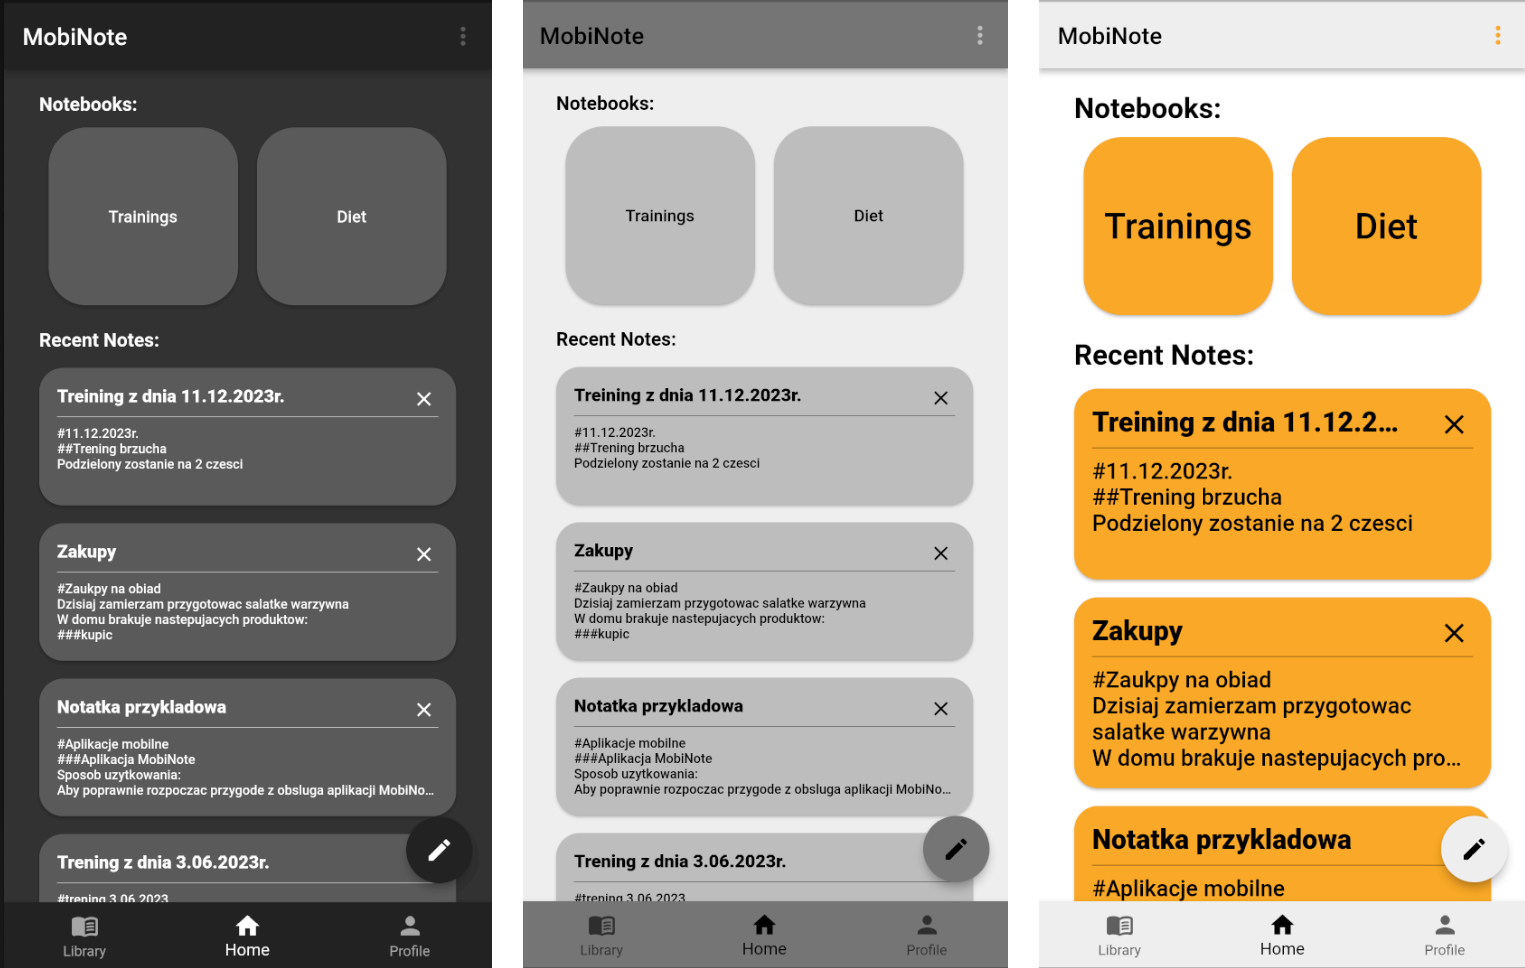 MobiNote
Notebooks:
Trainings
Diet
Recent Notes:
Treining z dnia 11.12.2023r.
#11.12.2023r.
##Trening brzucha
Podzielony zostanie na 2 czesci
Zakupy
#Zaukpy na obiad
Dzisiaj zamierzam przygotowac salatke warzywna
W domu brakuje nastepujacych produktow:
###kupic
Notatka przykladowa
#Aplikacje mobilne
###Aplikacja MobiNote
Sposob uzytkowania:
Aby poprawnie rozpoczac przygode z obsluga aplikacji MobiNo...
Trening z dnia 3.06.2023r.
#trening 3.06.2023
Library
Home
Profile
MobiNote
Notebooks:
Trainings
Diet
Recent Notes:
Treining z dnia 11.12.2023r.
#11.12.2023r.
##Trening brzucha
Podzielony zostanie na 2 czesci
Zakupy
#Zaukpy na obiad
Dzisiaj zamierzam przygotowac salatke warzywna
W domu brakuje nastepujacych produktow:
###kupic
Notatka przykladowa
#Aplikacje mobilne
###Aplikacja MobiNote
Sposob uzytkowania:
Aby poprawnie rozpoczac przygode z obsluga aplikacji MobiNo...
Trening z dnia 3.06.2023r.
#trening 3.06.2023
Library
Home
Profile
MobiNote
Notebooks:
Trainings
Diet
Recent Notes:
Treining z dnia 11.12.2...
#11.12.2023r.
##Trening brzucha
Podzielony zostanie na 2 czesci
Zakupy
#Zaukpy na obiad
Dzisiaj zamierzam przygotowac
salatke warzywna
W domu brakuje nastepujacych pro...
Notatka przykladowa
#Aplikacje mobilne
Library
Home
Profile